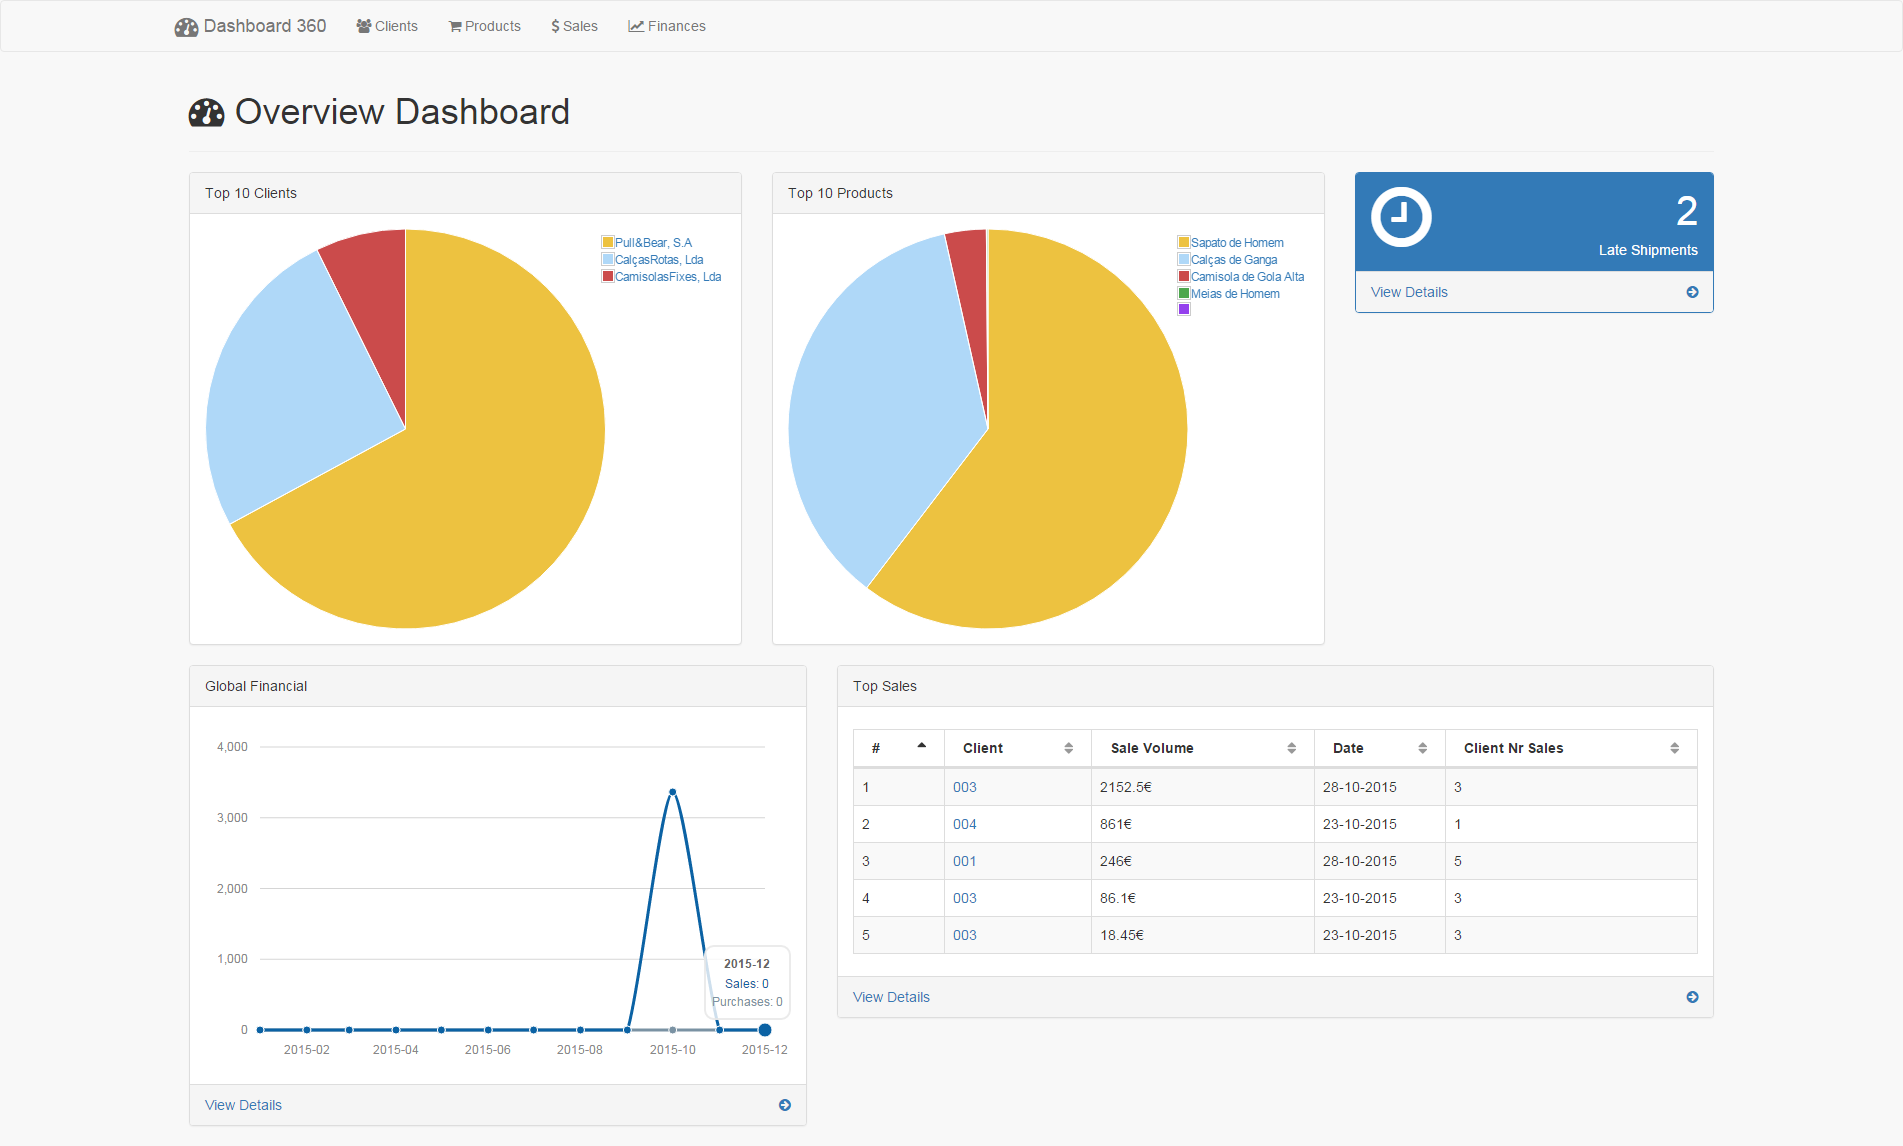 Dashboard 360 Clients Products $ Sales Finances
Overview Dashboard
Top 10 Clients
Pull&Bear, S.A
CalçasRotas, Lda
CamisolasFixes, Lda
Top 10 Products
Sapato de Homem
Calças de Ganga
Camisola de Gola Alta
Meias de Homem
2
Late Shipments
View Details
Global Financial
4,000
3,000
2,000
1,000
0
2015-12
Sales: 0
Purchases: 0
2015-02 2015-04 2015-06 2015-08 2015-10 2015-12
View Details
Top Sales
# Client Sale Volume Date Client Nr Sales
1 003 2152.5€ 28-10-2015 3
2 004 861€ 23-10-2015 1
3 001 246€ 28-10-2015 5
4 003 86.1€ 23-10-2015 3
5 003 18.45€ 23-10-2015 3
View Details